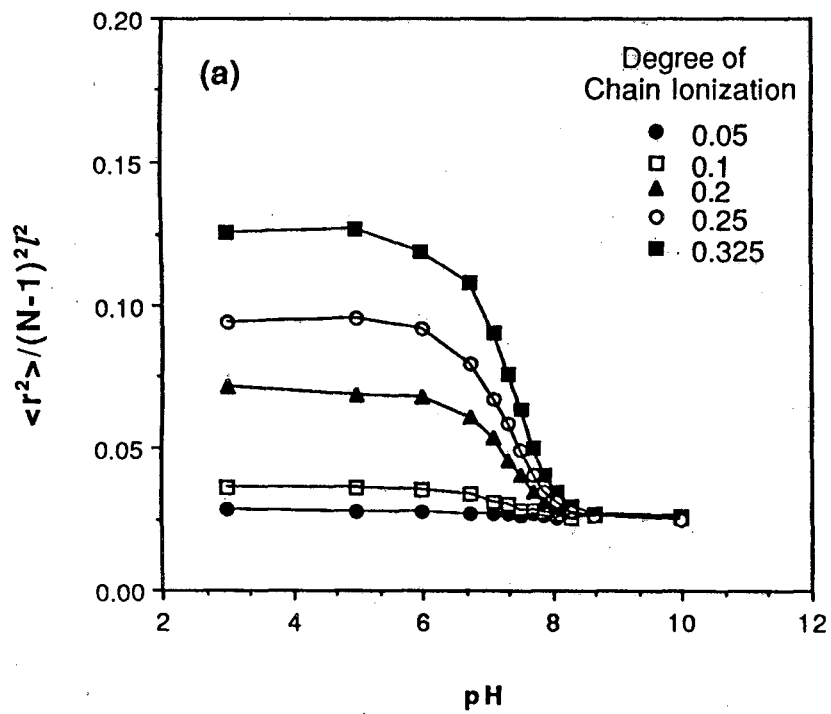 0.20
0.15
0.10
0.05
0.00
(a)
Degree of
Chain Ionization
0.05
0.1
0.2
0.25
0.325
<r²>/(N-1)²l²
2 4 6 8 10 12
pH